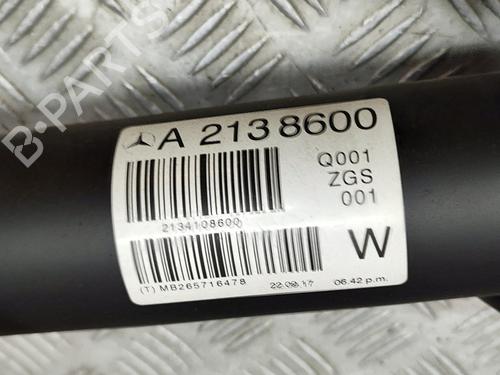 A 213 8600
Q001
ZGS
001
2134108600
W
(T) MB265716478 22.09.17 06.42 p.m.
B-Parts